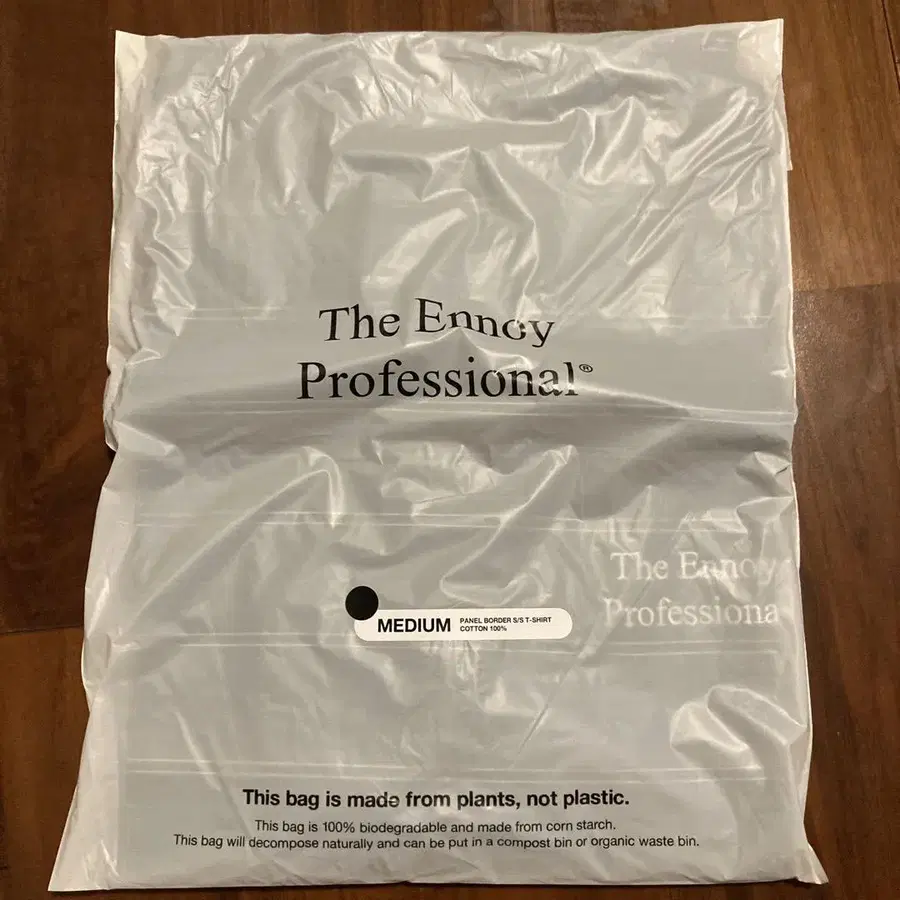 The Ennoy
Professional®
The Ennoy
Professiona
MEDIUM PANEL BORDER S/S T-SHIRT
COTTON 100%
This bag is made from plants, not plastic.
This bag is 100% biodegradable and made from corn starch.
This bag will decompose naturally and can be put in a compost bin or organic waste bin.